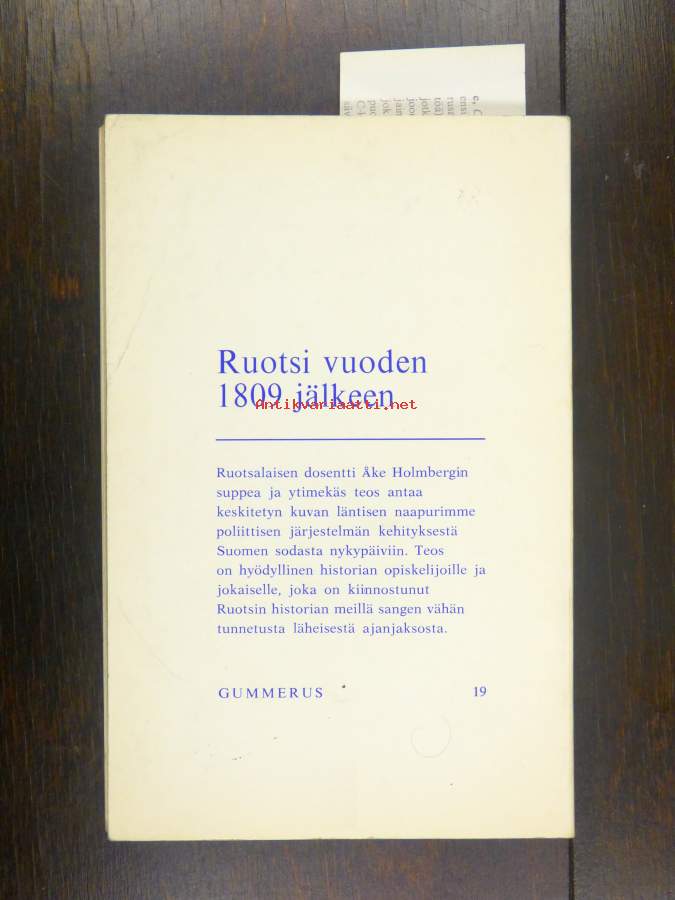 Ruotsi vuoden
1809 jälkeen
Antikvariaatti.net
Ruotsalaisen dosentti Åke Holmbergin
suppea ja ytimekäs teos antaa
keskitetyn kuvan läntisen naapurimme
poliittisen järjestelmän kehityksestä
Suomen sodasta nykypäiviin. Teos
on hyödyllinen historian opiskelijoille ja
jokaiselle, joka on kiinnostunut
Ruotsin historian meillä sangen vähän
tunnetusta läheisestä ajanjaksosta.
GUMMERUS 19